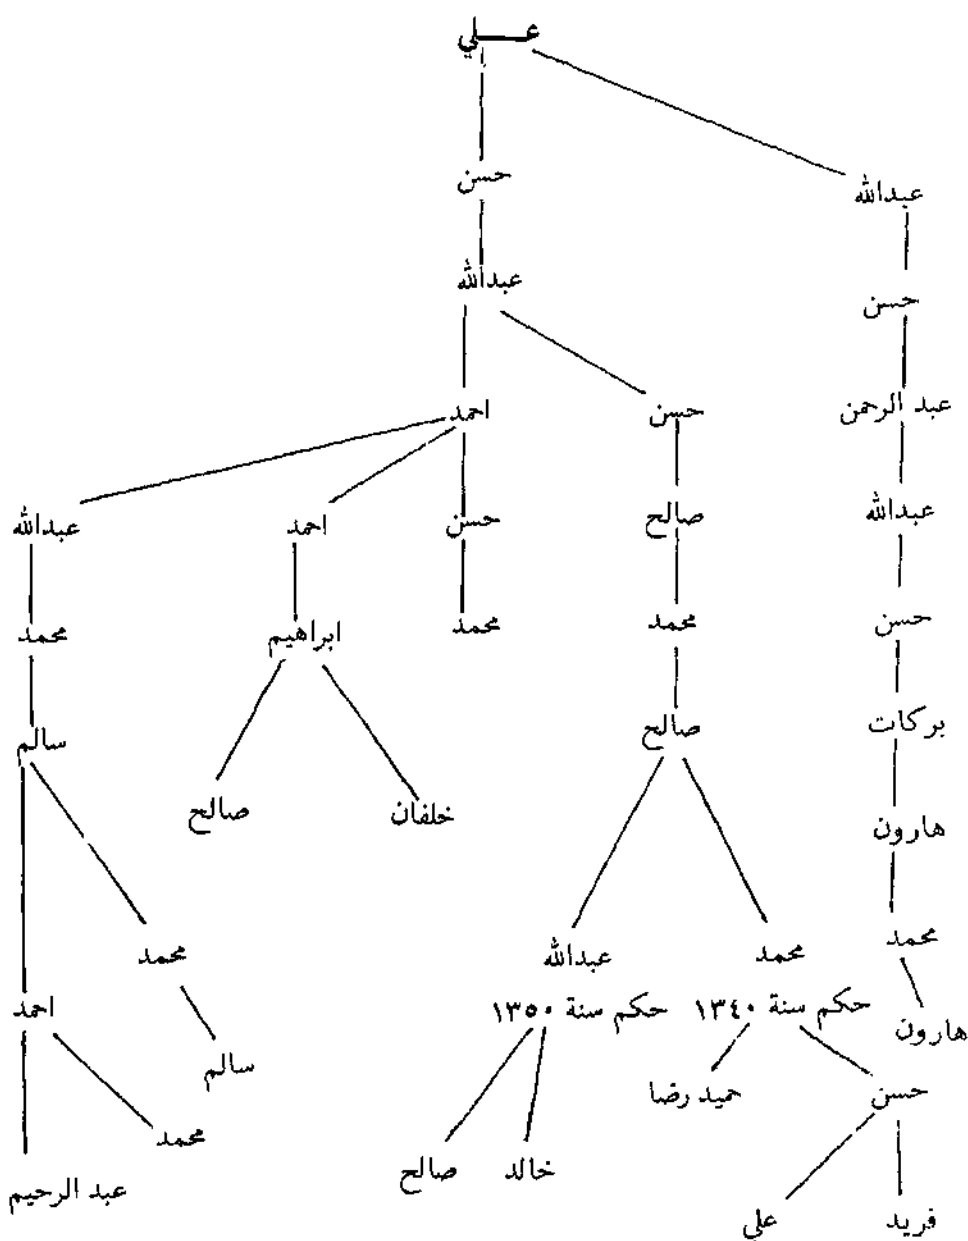 عـــلي
حسن
عبدالله
عبدالله
حسن
احمد
حسن
عبد الرحمن
عبدالله
احمد
حسن
صالح
عبدالله
محمد
ابراهيم
محمد
محمد
حسن
سالم
صالح
بركات
صالح
خلفان
هارون
محمد
عبدالله
محمد
محمد
احمد
حكم سنة ١٣٥٠
حكم سنة ١٣٤٠
هارون
سالم
حميد رضا
حسن
محمد
عبد الرحيم
صالح
خالد
علي
فريد